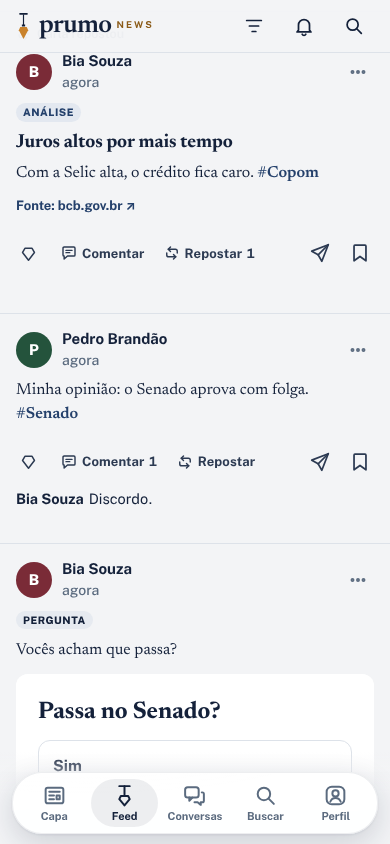 prumo NEWS
B Bia Souza
agora
ANÁLISE
Juros altos por mais tempo
Com a Selic alta, o crédito fica caro. #Copom
Fonte: bcb.gov.br ↗
Comentar Repostar 1
P Pedro Brandão
agora
Minha opinião: o Senado aprova com folga.
#Senado
Comentar 1 Repostar
Bia Souza Discordo.
B Bia Souza
agora
PERGUNTA
Vocês acham que passa?
Passa no Senado?
Sim
Capa Feed Conversas Buscar Perfil